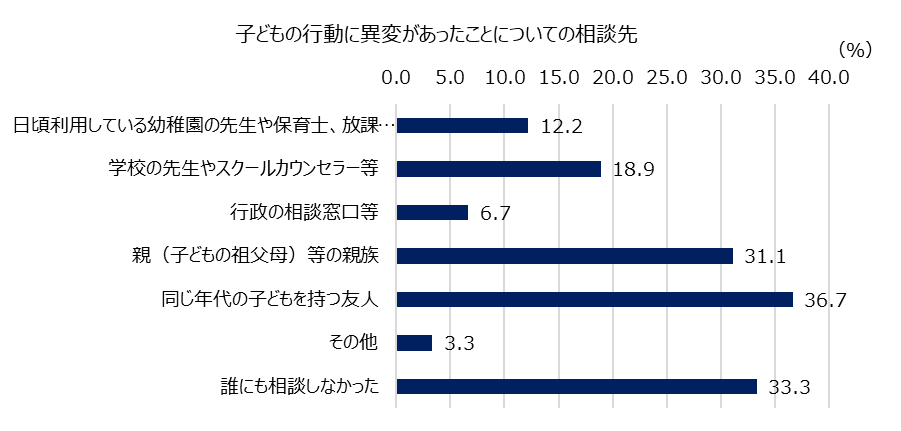 子どもの行動に異変があったことについての相談先
（%）
0.0 5.0 10.0 15.0 20.0 25.0 30.0 35.0 40.0
日頃利用している幼稚園の先生や保育士、放課… 12.2
学校の先生やスクールカウンセラー等 18.9
行政の相談窓口等 6.7
親（子どもの祖父母）等の親族 31.1
同じ年代の子どもを持つ友人 36.7
その他 3.3
誰にも相談しなかった 33.3